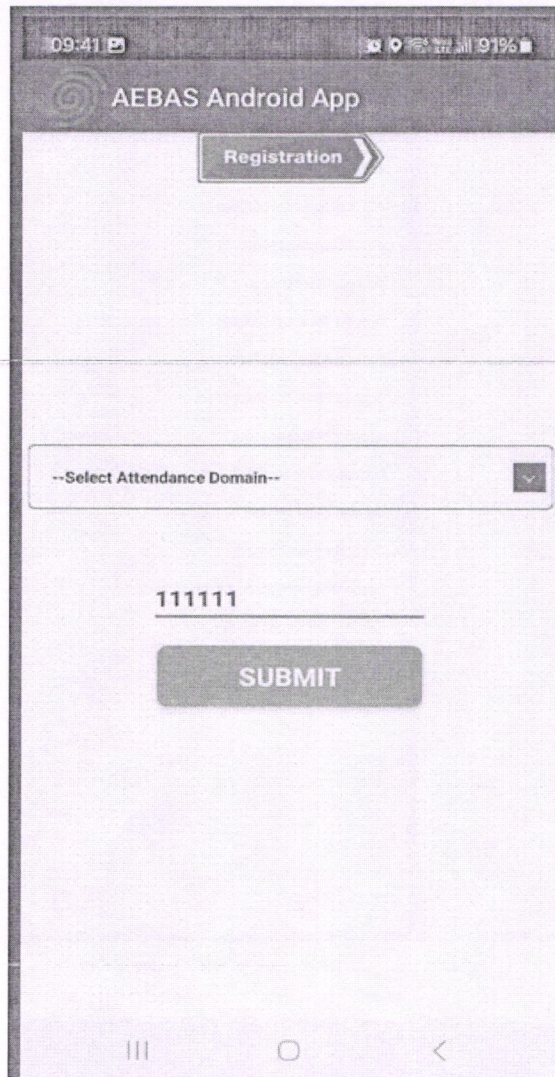 09:41 91%
AEBAS Android App
Registration
--Select Attendance Domain--
111111
SUBMIT